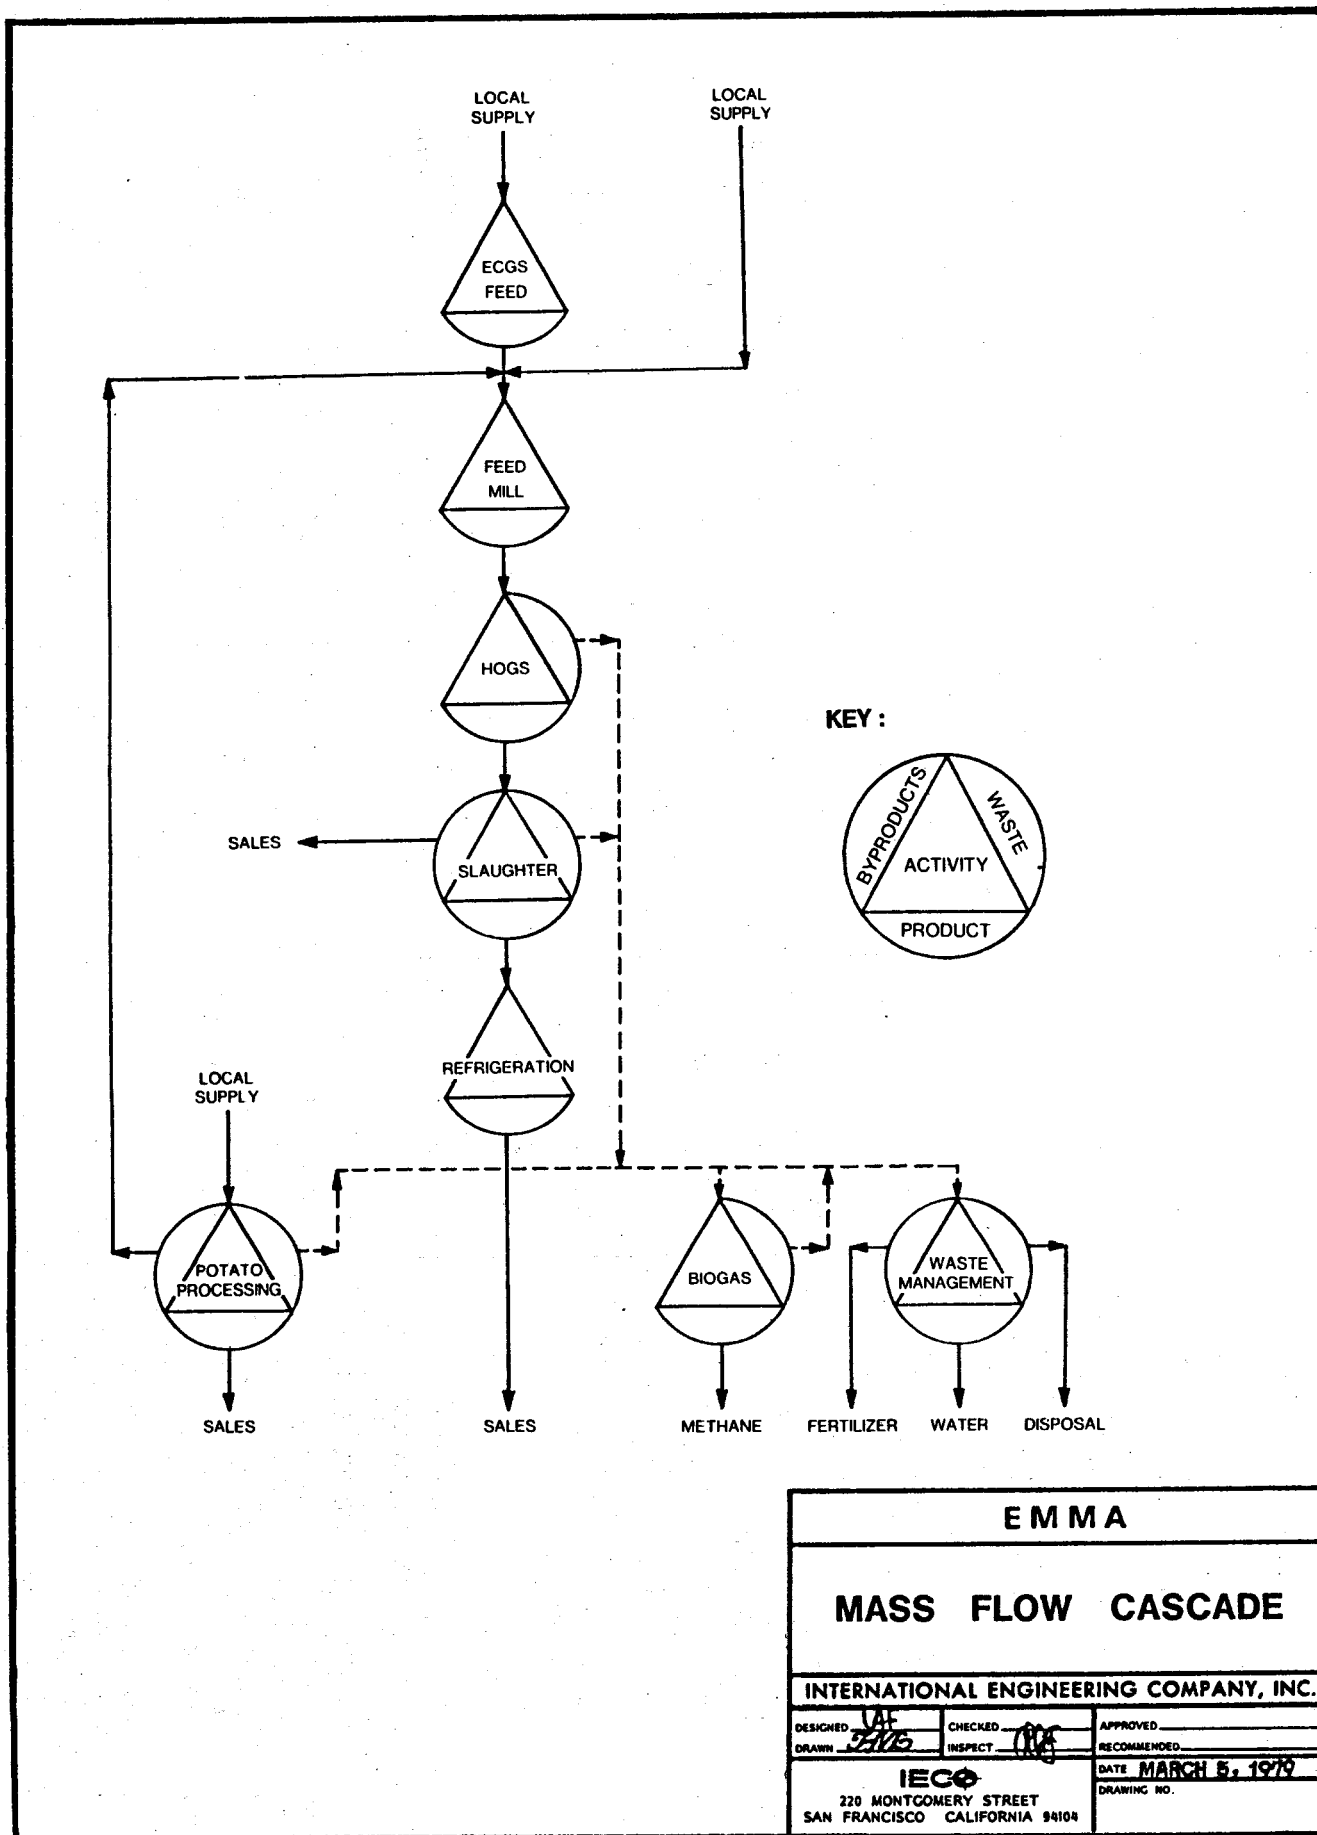 LOCAL
SUPPLY
LOCAL
SUPPLY
ECGS
FEED
FEED
MILL
HOGS
KEY :
BYPRODUCTS
WASTE
ACTIVITY
PRODUCT
SALES
SLAUGHTER
REFRIGERATION
LOCAL
SUPPLY
POTATO
PROCESSING
BIOGAS
WASTE
MANAGEMENT
SALES
SALES
METHANE
FERTILIZER
WATER
DISPOSAL
EMMA
MASS FLOW CASCADE
INTERNATIONAL ENGINEERING COMPANY, INC.
DESIGNED
DRAWN
CHECKED
INSPECT
APPROVED
RECOMMENDED
IECO
220 MONTGOMERY STREET
SAN FRANCISCO CALIFORNIA 94104
DATE MARCH 5, 1979
DRAWING NO.